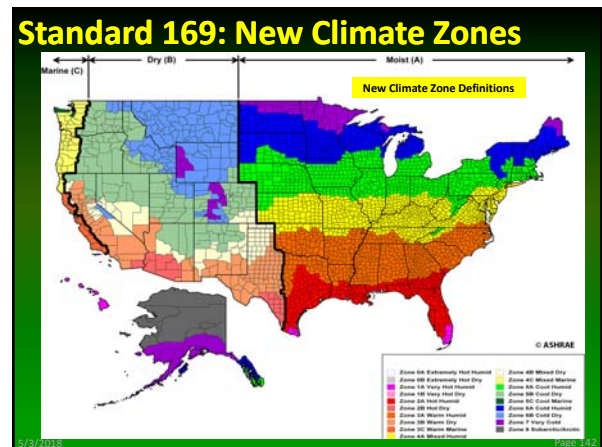 Standard 169: New Climate Zones
Marine (C)
Dry (B)
Moist (A)
New Climate Zone Definitions
© ASHRAE
Zone 0A Extremely Hot Humid
Zone 0B Extremely Hot Dry
Zone 1A Very Hot Humid
Zone 1B Very Hot Dry
Zone 2A Hot Humid
Zone 2B Hot Dry
Zone 3A Warm Humid
Zone 3B Warm Dry
Zone 3C Warm Marine
Zone 4A Mixed Humid
Zone 4B Mixed Dry
Zone 4C Mixed Marine
Zone 5A Cool Humid
Zone 5B Cool Dry
Zone 5C Cool Marine
Zone 6A Cold Humid
Zone 6B Cold Dry
Zone 7 Very Cold
Zone 8 Subarctic/Arctic
5/3/2018
Page 142